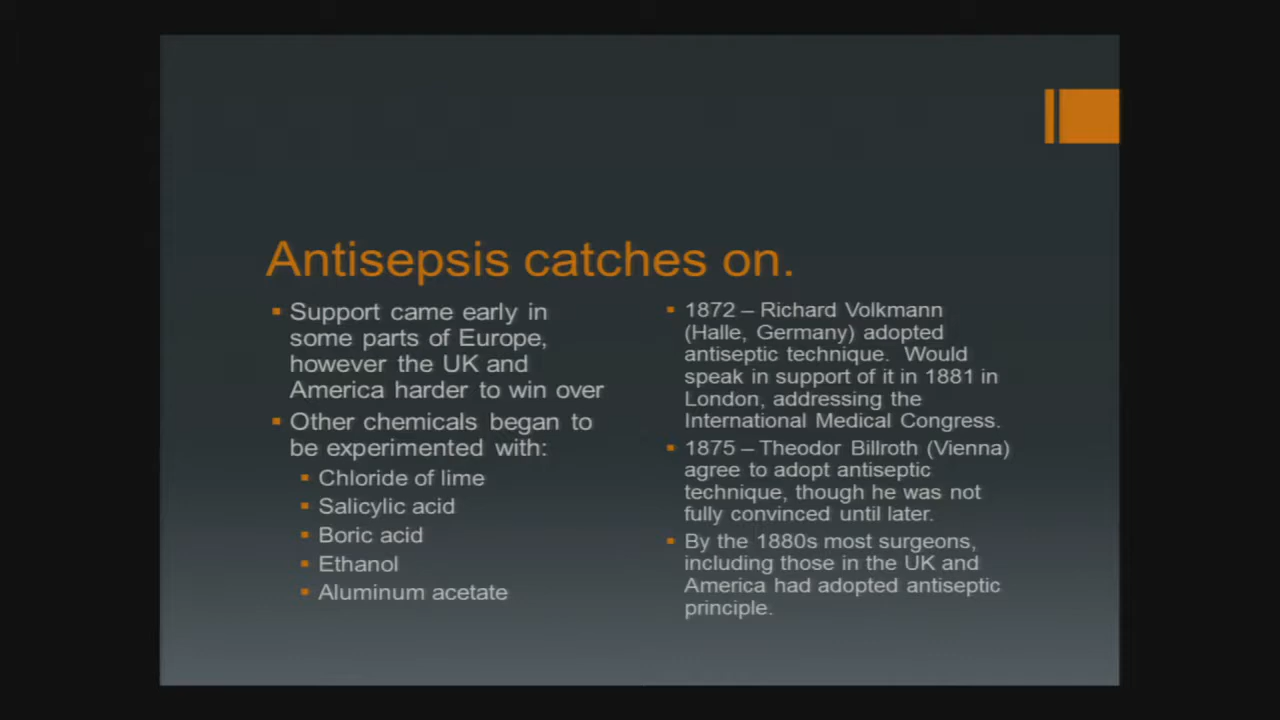 Antisepsis catches on.
Support came early in
some parts of Europe,
however the UK and
America harder to win over
Other chemicals began to
be experimented with:
Chloride of lime
Salicylic acid
Boric acid
Ethanol
Aluminum acetate
1872 – Richard Volkmann
(Halle, Germany) adopted
antiseptic technique. Would
speak in support of it in 1881 in
London, addressing the
International Medical Congress.
1875 – Theodor Billroth (Vienna)
agree to adopt antiseptic
technique, though he was not
fully convinced until later.
By the 1880s most surgeons,
including those in the UK and
America had adopted antiseptic
principle.